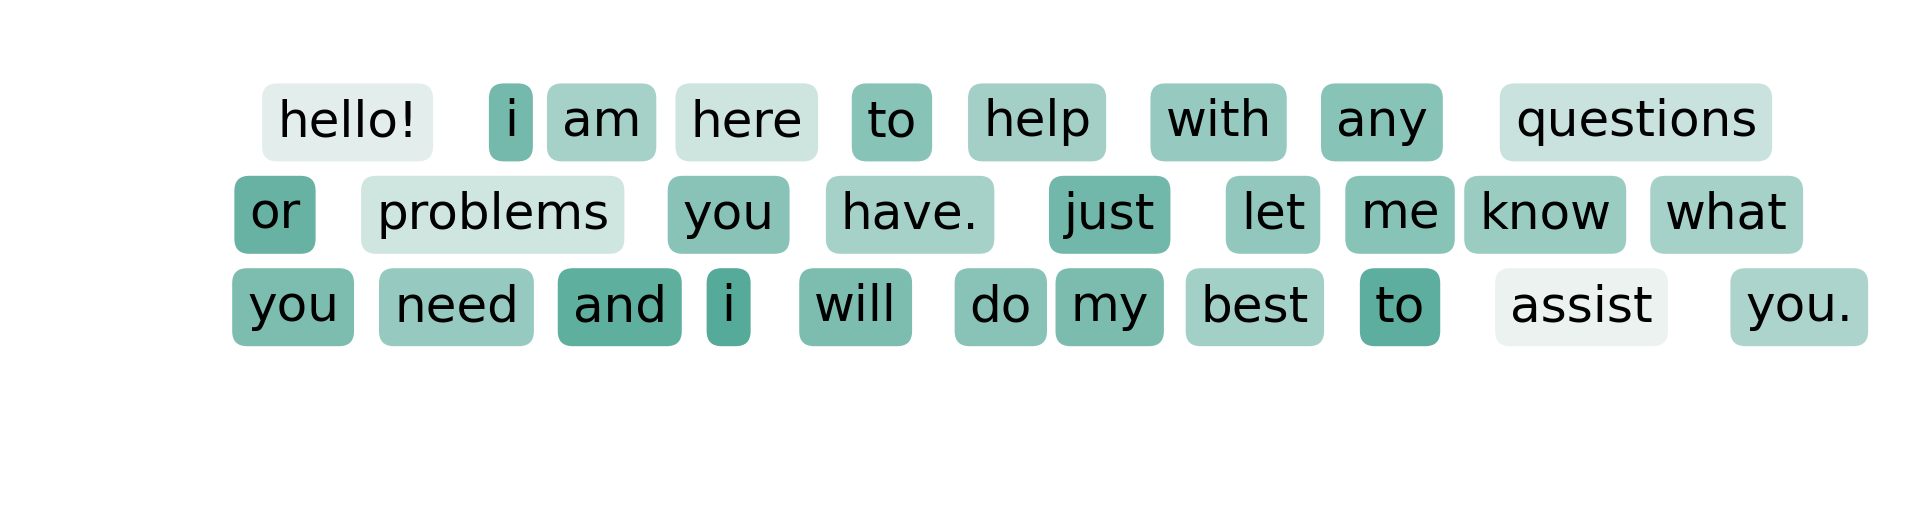 hello! i am here to help with any questions
or problems you have. just let me know what
you need and i will do my best to assist you.